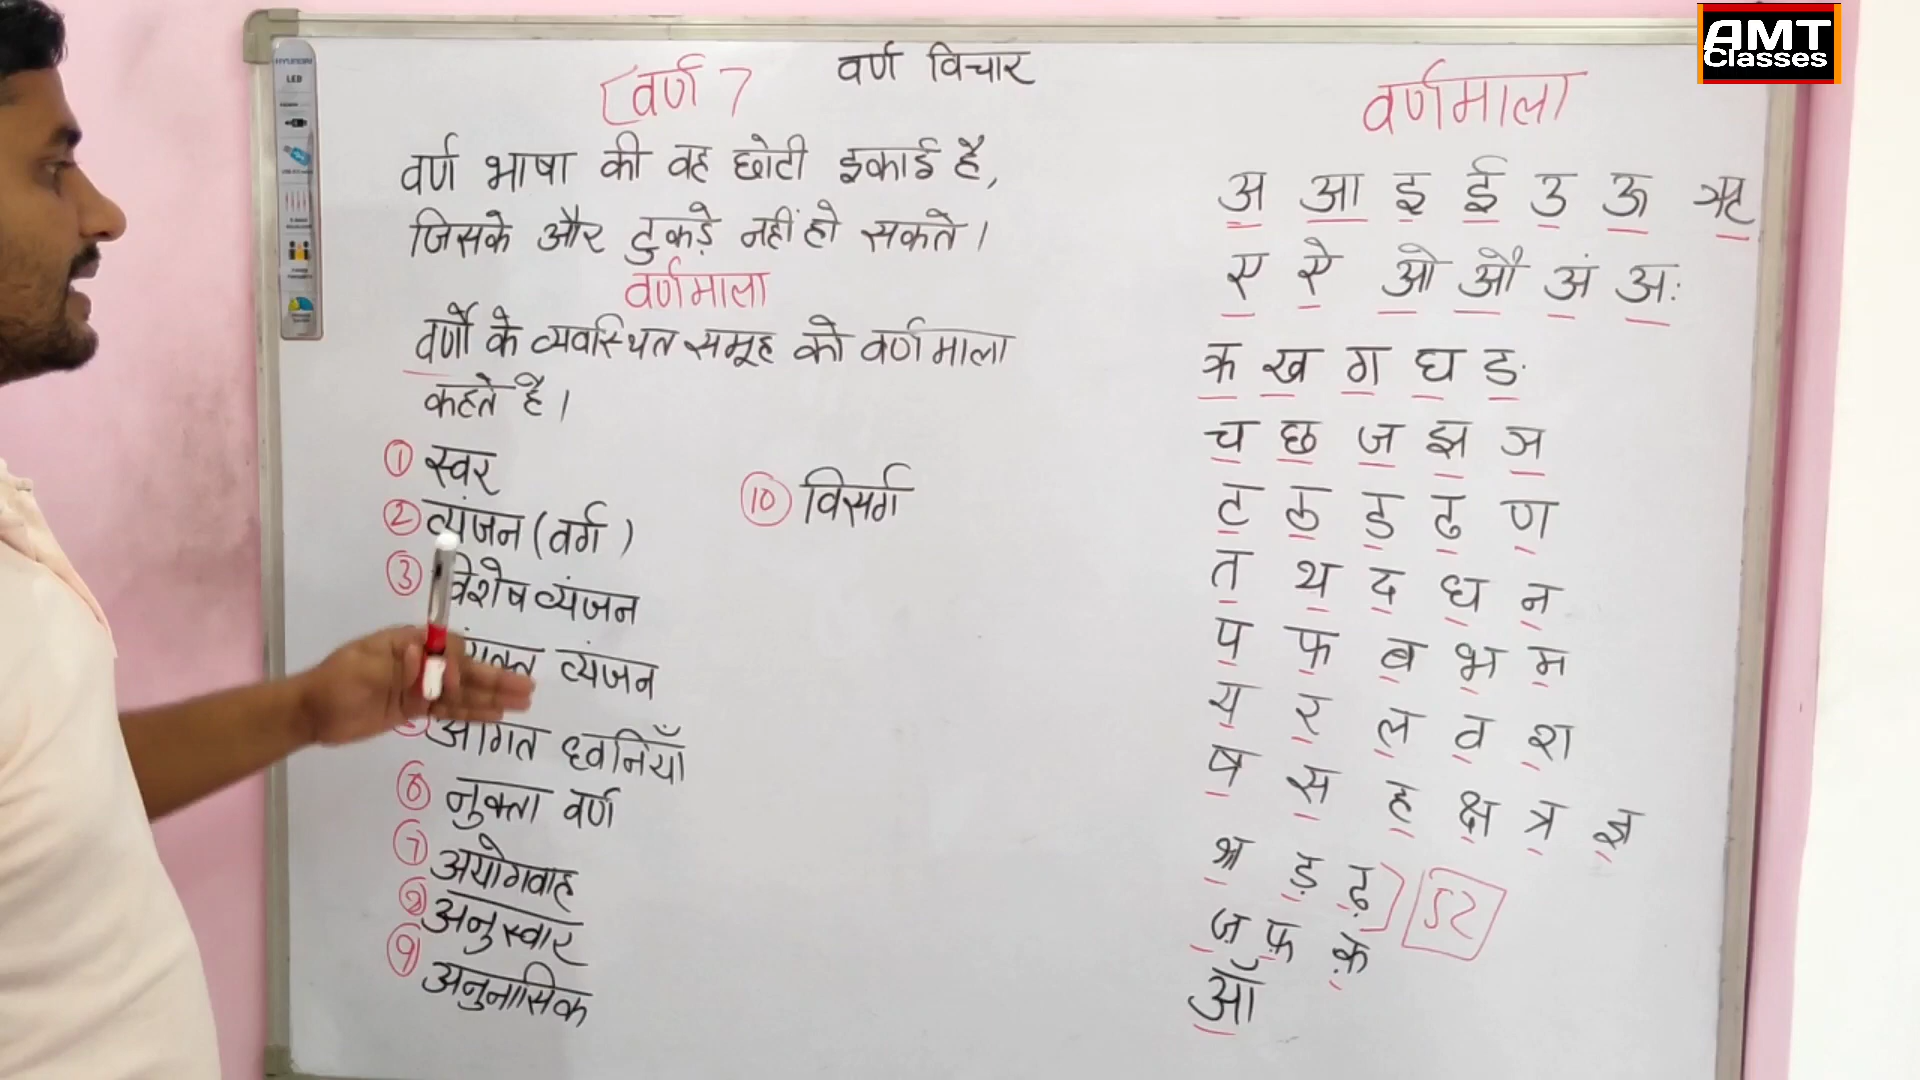 AMT
Classes
HYUNDAI
LED
वर्ण विचार
[वर्ण]
वर्ण भाषा की वह छोटी इकाई है,
जिसके और टुकड़े नहीं हो सकते।
वर्णमाला
वर्णों के व्यवस्थित समूह को वर्णमाला
कहते है।
① स्वर
② व्यंजन (वर्ग)
③ विशेष व्यंजन
व्यंजन
आगत ध्वनियाँ
⑥ नुक्ता वर्ण
⑦ अयोगवाह
⑧ अनुस्वार
⑨ अनुनासिक
⑩ विसर्ग
वर्णमाला
अ आ इ ई उ ऊ ऋ
ए ऐ ओ औ अं अः
क ख ग घ ङ
च छ ज झ ञ
ट ठ ड ढ ण
त थ द ध न
प फ ब भ म
य र ल व श
ष स ह क्ष त्र ज्ञ
श्र ड़ ढ़ 52
ज़ फ़ क़
ऑ